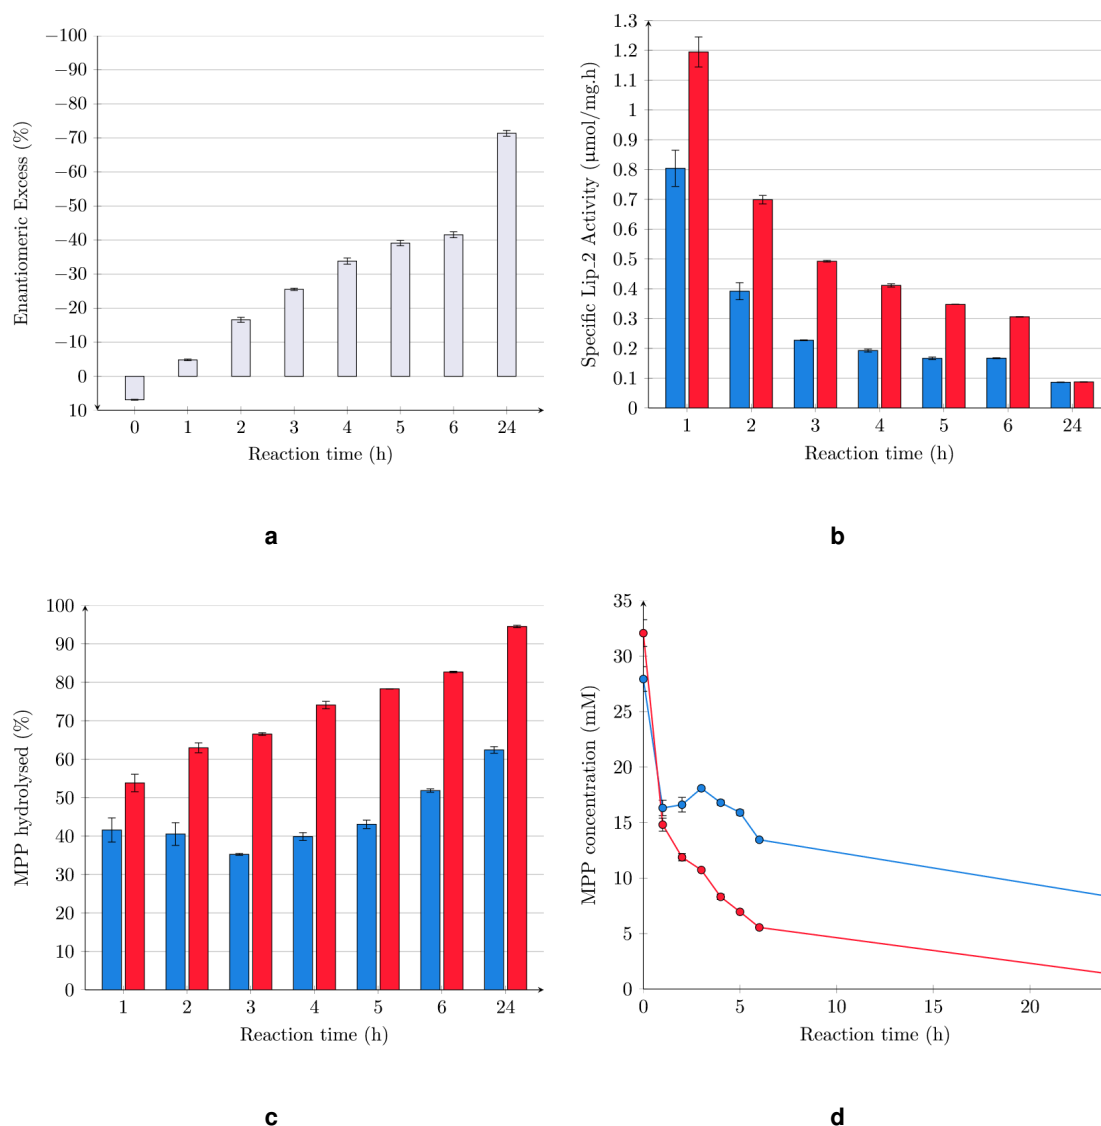 Enantiomeric Excess (%)
−100
−90
−80
−70
−60
−50
−40
−30
−20
−10
0
10
0 1 2 3 4 5 6 24
Reaction time (h)
a
Specific Lip_2 Activity (µmol/mg.h)
1.3
1.2
1.1
1
0.9
0.8
0.7
0.6
0.5
0.4
0.3
0.2
0.1
0
1 2 3 4 5 6 24
Reaction time (h)
b
MPP hydrolysed (%)
100
90
80
70
60
50
40
30
20
10
0
1 2 3 4 5 6 24
Reaction time (h)
c
MPP concentration (mM)
35
30
25
20
15
10
5
0
0 5 10 15 20
Reaction time (h)
d